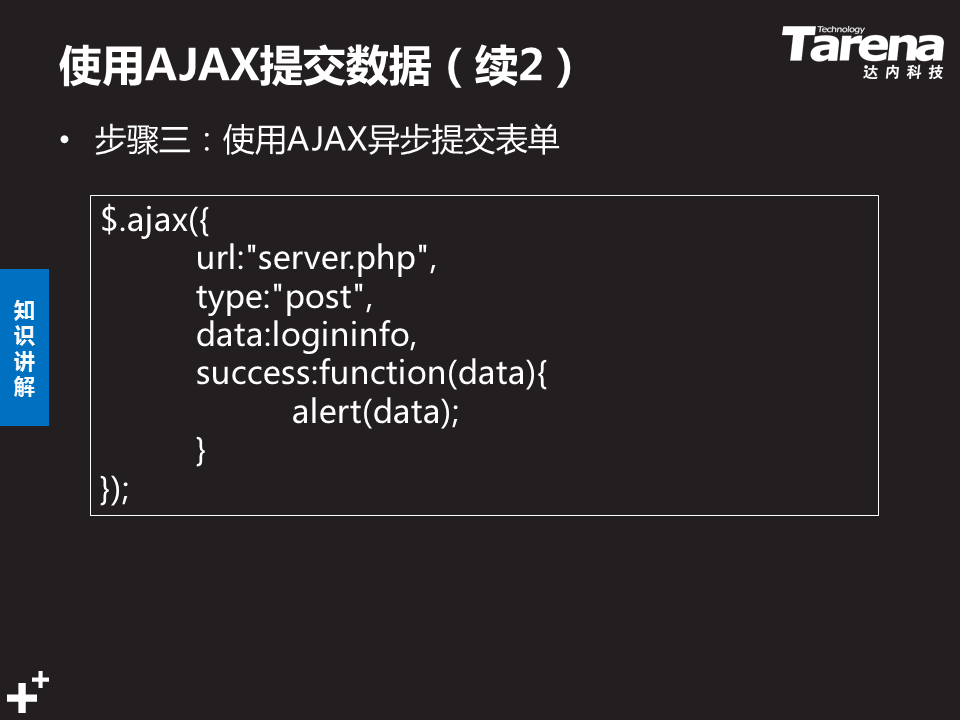 使用AJAX提交数据（续2）
Technology
Tarena
达内科技
• 步骤三：使用AJAX异步提交表单
$.ajax({
url:"server.php",
type:"post",
data:logininfo,
success:function(data){
alert(data);
}
});
知
识
讲
解